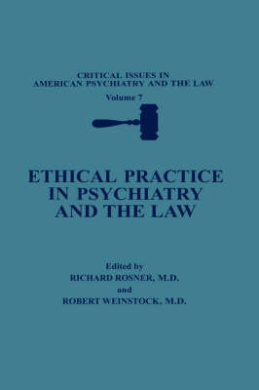 CRITICAL ISSUES IN
AMERICAN PSYCHIATRY AND THE LAW
Volume 7
ETHICAL PRACTICE
IN PSYCHIATRY
AND THE LAW
Edited by
RICHARD ROSNER, M.D.
and
ROBERT WEINSTOCK, M.D.